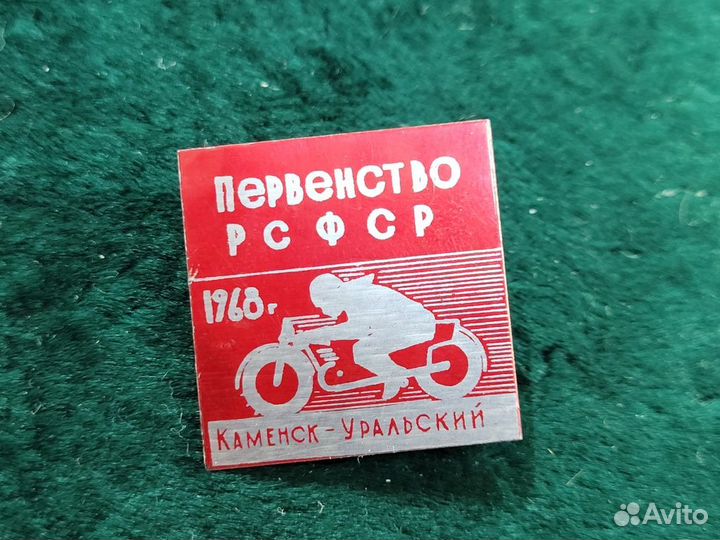 Первенство
РСФСР
1968г
Каменск-Уральский
Avito